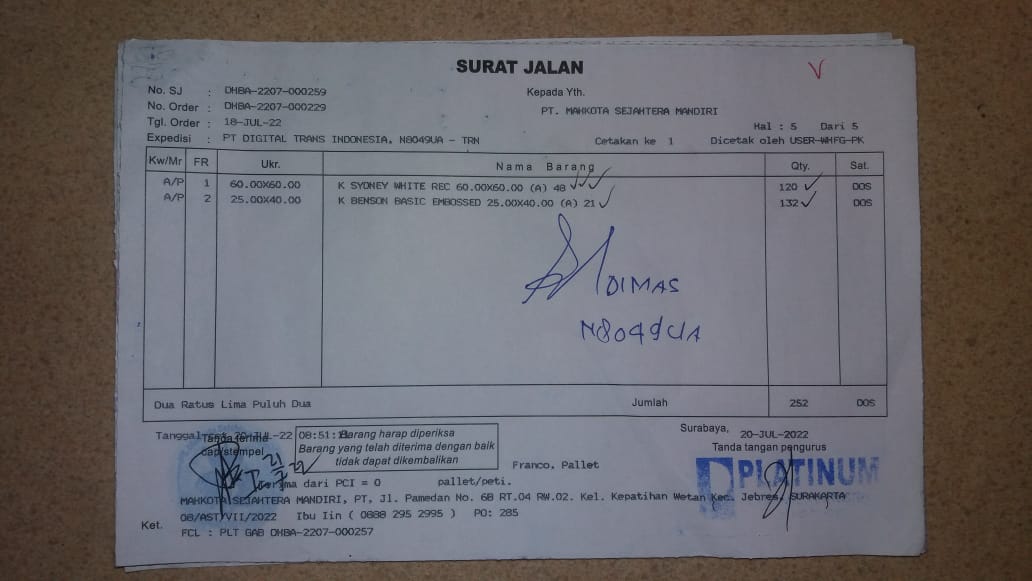 SURAT JALAN
V
No. SJ : DHBA-2207-000259
Kepada Yth.
No. Order : DHBA-2207-000229
PT. MAHKOTA SEJAHTERA MANDIRI
Tgl. Order : 18-JUL-22
Hal : 5 Dari 5
Expedisi : PT DIGITAL TRANS INDONESIA, N8049UA - TRN Cetakan ke 1 Dicetak oleh USER-WHFG-PK
Kw/Mr FR Ukr. Nama Barang Qty. Sat.
A/P 1 60.00X60.00 K SYDNEY WHITE REC 60.00X60.00 (A) 48 120 DOS
A/P 2 25.00X40.00 K BENSON BASIC EMBOSSED 25.00X40.00 (A) 21 132 DOS
DIMAS
N8049UA
Dua Ratus Lima Puluh Dua Jumlah 252 DOS
Surabaya, 20-JUL-2022
Tanggal 20-JUL-22 08:51:
Tanda terima
cap/stempel
Barang harap diperiksa
Barang yang telah diterima dengan baik
tidak dapat dikembalikan
Tanda tangan pengurus
21/7 22
Franco, Pallet
PLATINUM
Terima dari PCI = 0 pallet/peti.
MAHKOTA SEJAHTERA MANDIRI, PT, Jl. Pamedan No. 6B RT.04 RW.02. Kel. Kepatihan Wetan Kec. Jebres, SURAKARTA
08/AST/VII/2022 Ibu Iin ( 0888 295 2995 ) PO: 285
Ket.
FCL : PLT GAB DHBA-2207-000257